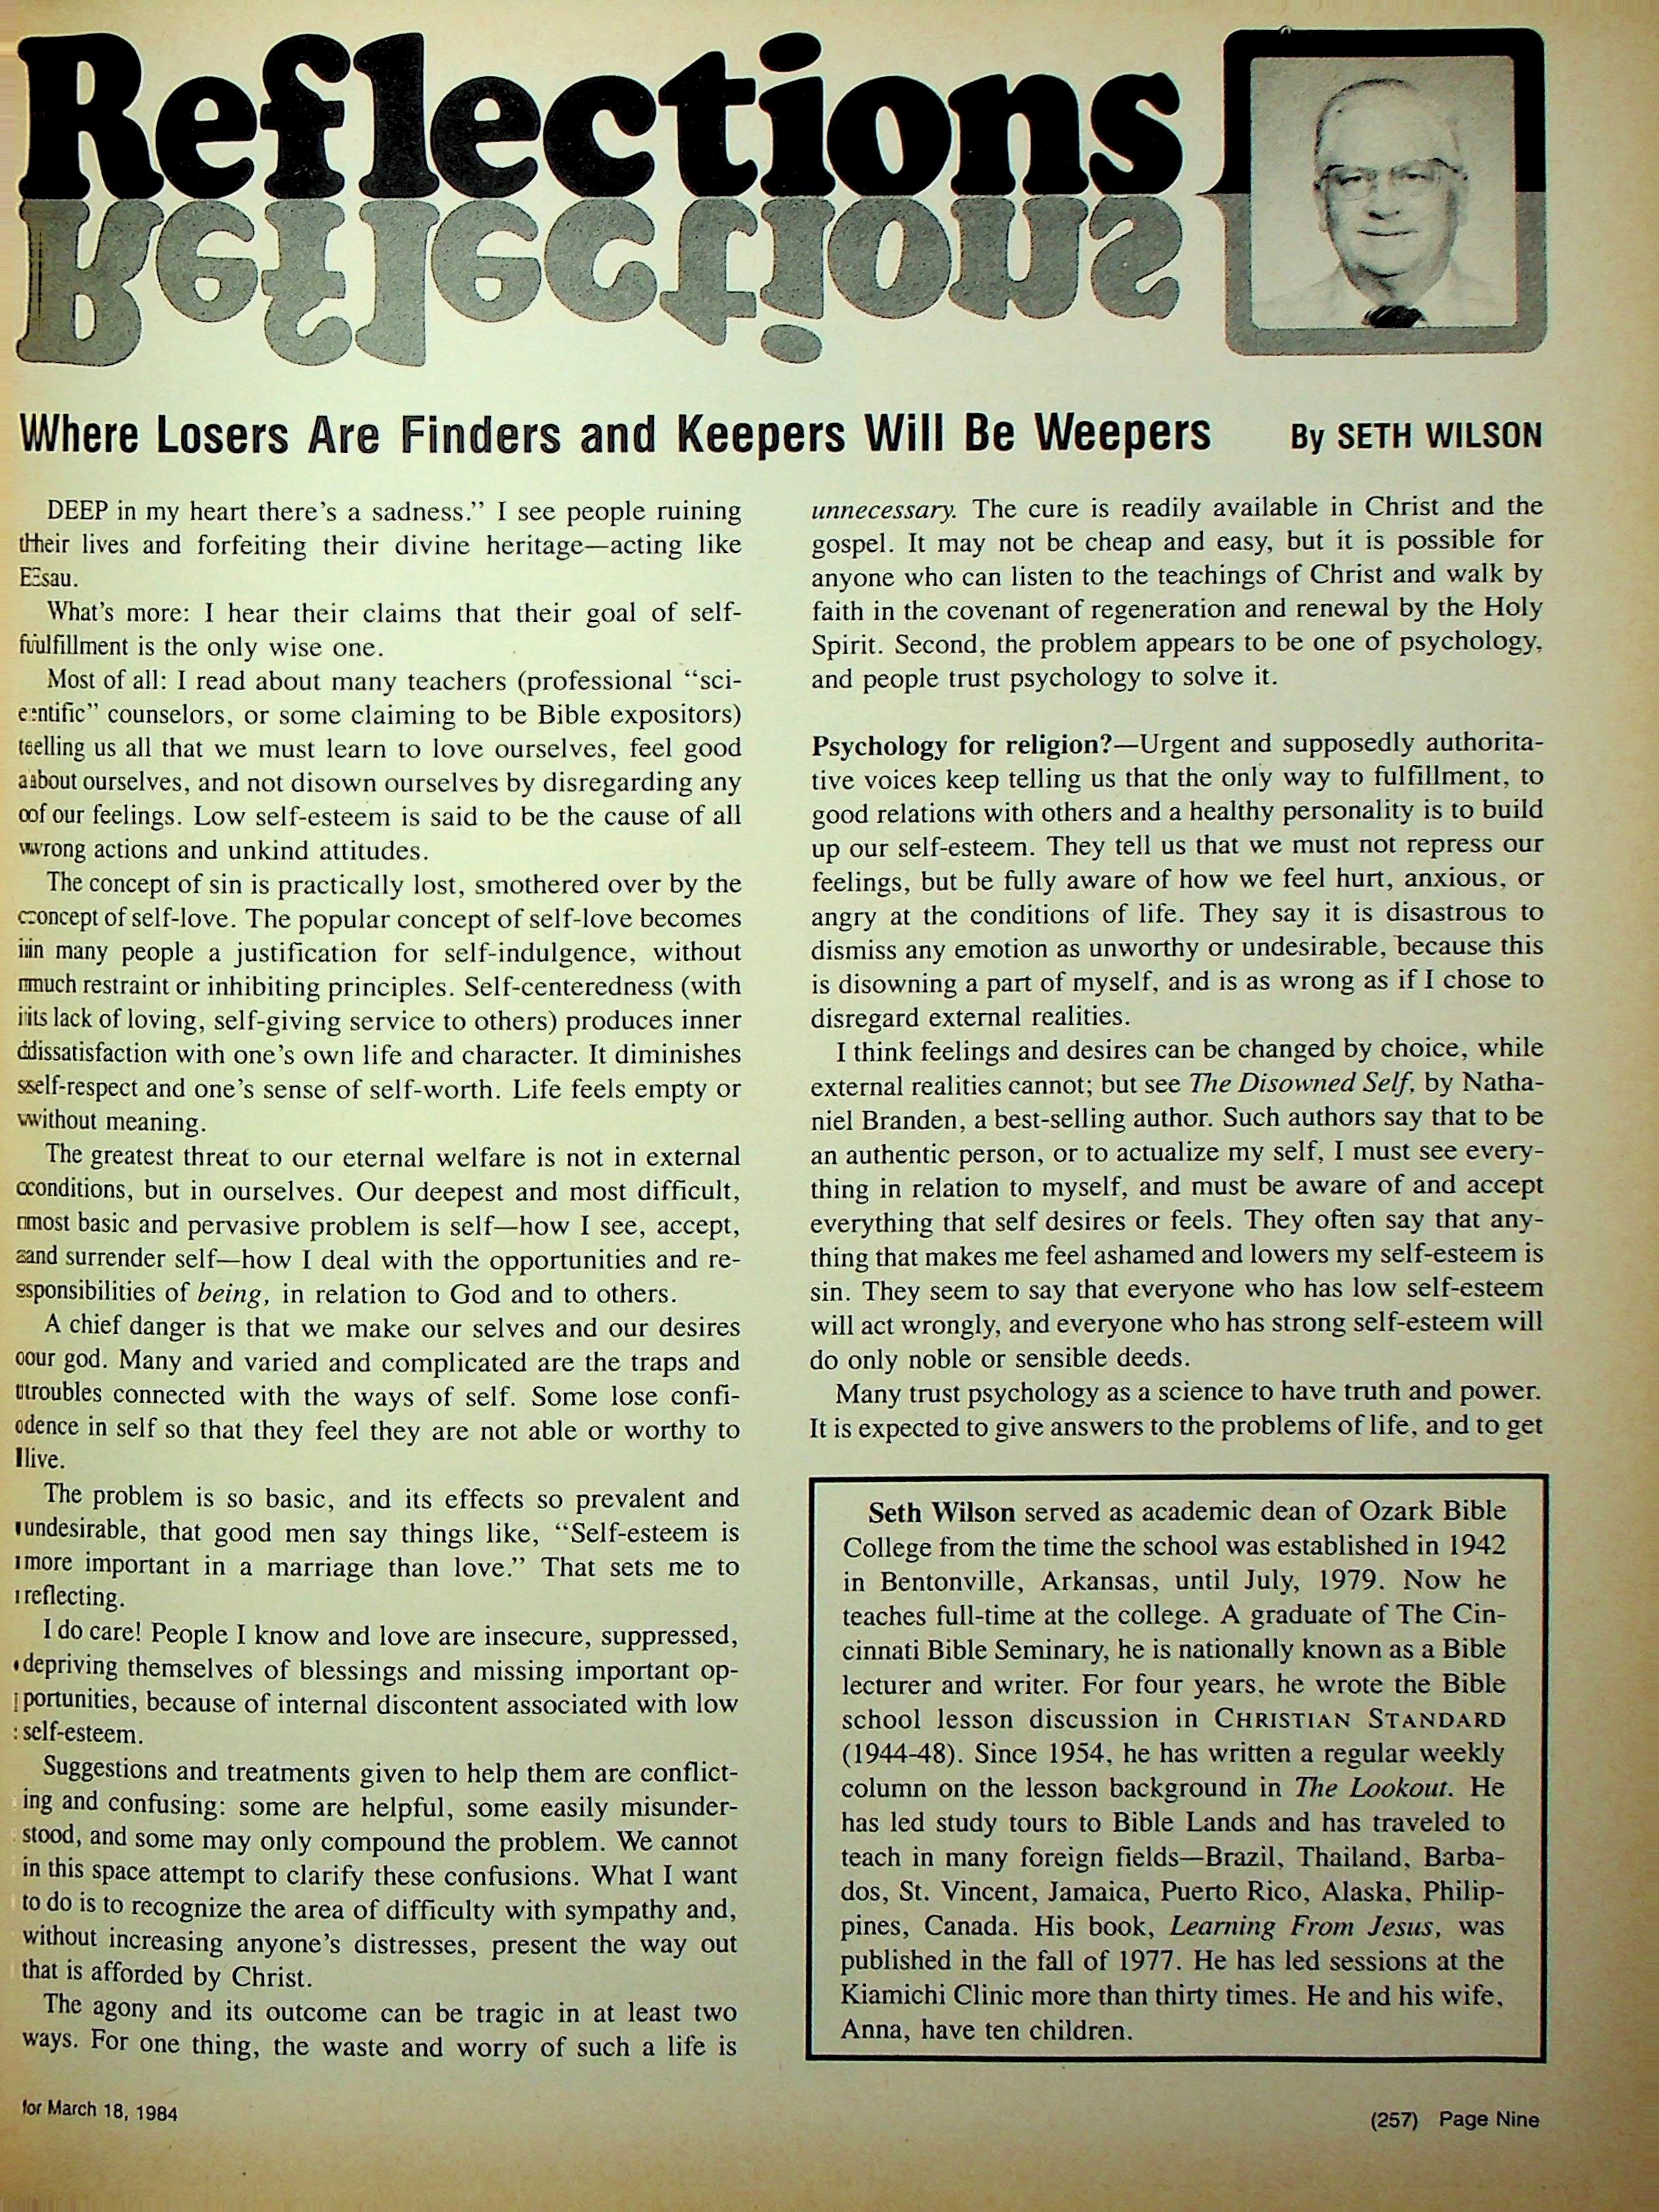 Reflections
Where Losers Are Finders and Keepers Will Be Weepers By SETH WILSON
DEEP in my heart there's a sadness.” I see people ruining
their lives and forfeiting their divine heritage—acting like
Esau.
What's more: I hear their claims that their goal of self-
fulfillment is the only wise one.
Most of all: I read about many teachers (professional “sci-
entific” counselors, or some claiming to be Bible expositors)
telling us all that we must learn to love ourselves, feel good
about ourselves, and not disown ourselves by disregarding any
of our feelings. Low self-esteem is said to be the cause of all
wrong actions and unkind attitudes.
The concept of sin is practically lost, smothered over by the
concept of self-love. The popular concept of self-love becomes
in many people a justification for self-indulgence, without
much restraint or inhibiting principles. Self-centeredness (with
its lack of loving, self-giving service to others) produces inner
dissatisfaction with one's own life and character. It diminishes
self-respect and one's sense of self-worth. Life feels empty or
without meaning.
The greatest threat to our eternal welfare is not in external
conditions, but in ourselves. Our deepest and most difficult,
most basic and pervasive problem is self—how I see, accept,
and surrender self—how I deal with the opportunities and re-
sponsibilities of being, in relation to God and to others.
A chief danger is that we make our selves and our desires
our god. Many and varied and complicated are the traps and
troubles connected with the ways of self. Some lose confi-
dence in self so that they feel they are not able or worthy to
live.
The problem is so basic, and its effects so prevalent and
undesirable, that good men say things like, “Self-esteem is
more important in a marriage than love.” That sets me to
reflecting.
I do care! People I know and love are insecure, suppressed,
depriving themselves of blessings and missing important op-
portunities, because of internal discontent associated with low
self-esteem.
Suggestions and treatments given to help them are conflict-
ing and confusing: some are helpful, some easily misunder-
stood, and some may only compound the problem. We cannot
in this space attempt to clarify these confusions. What I want
to do is to recognize the area of difficulty with sympathy and,
without increasing anyone's distresses, present the way out
that is afforded by Christ.
The agony and its outcome can be tragic in at least two
ways. For one thing, the waste and worry of such a life is
unnecessary. The cure is readily available in Christ and the
gospel. It may not be cheap and easy, but it is possible for
anyone who can listen to the teachings of Christ and walk by
faith in the covenant of regeneration and renewal by the Holy
Spirit. Second, the problem appears to be one of psychology,
and people trust psychology to solve it.
Psychology for religion?—Urgent and supposedly authorita-
tive voices keep telling us that the only way to fulfillment, to
good relations with others and a healthy personality is to build
up our self-esteem. They tell us that we must not repress our
feelings, but be fully aware of how we feel hurt, anxious, or
angry at the conditions of life. They say it is disastrous to
dismiss any emotion as unworthy or undesirable, because this
is disowning a part of myself, and is as wrong as if I chose to
disregard external realities.
I think feelings and desires can be changed by choice, while
external realities cannot; but see The Disowned Self, by Natha-
niel Branden, a best-selling author. Such authors say that to be
an authentic person, or to actualize my self, I must see every-
thing in relation to myself, and must be aware of and accept
everything that self desires or feels. They often say that any-
thing that makes me feel ashamed and lowers my self-esteem is
sin. They seem to say that everyone who has low self-esteem
will act wrongly, and everyone who has strong self-esteem will
do only noble or sensible deeds.
Many trust psychology as a science to have truth and power.
It is expected to give answers to the problems of life, and to get
Seth Wilson served as academic dean of Ozark Bible
College from the time the school was established in 1942
in Bentonville, Arkansas, until July, 1979. Now he
teaches full-time at the college. A graduate of The Cin-
cinnati Bible Seminary, he is nationally known as a Bible
lecturer and writer. For four years, he wrote the Bible
school lesson discussion in CHRISTIAN STANDARD
(1944-48). Since 1954, he has written a regular weekly
column on the lesson background in The Lookout. He
has led study tours to Bible Lands and has traveled to
teach in many foreign fields—Brazil, Thailand, Barba-
dos, St. Vincent, Jamaica, Puerto Rico, Alaska, Philip-
pines, Canada. His book, Learning From Jesus, was
published in the fall of 1977. He has led sessions at the
Kiamichi Clinic more than thirty times. He and his wife,
Anna, have ten children.
for March 18, 1984
(257) Page Nine